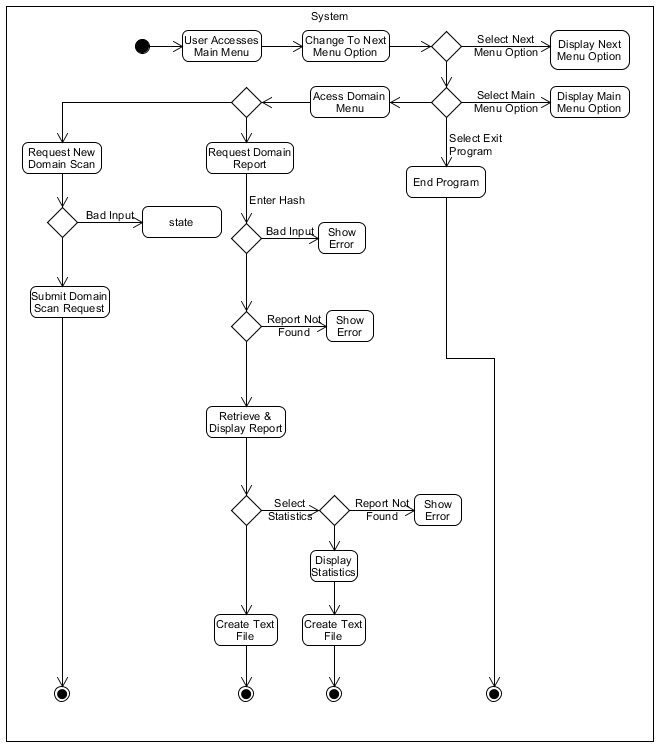 System
User Accesses
Main Menu
Change To Next
Menu Option
Select Next
Menu Option
Display Next
Menu Option
Acess Domain
Menu
Select Main
Menu Option
Display Main
Menu Option
Select Exit
Program
End Program
Request New
Domain Scan
Request Domain
Report
Enter Hash
Bad Input
state
Bad Input
Show
Error
Submit Domain
Scan Request
Report Not
Found
Show
Error
Retrieve &
Display Report
Select
Statistics
Report Not
Found
Show
Error
Display
Statistics
Create Text
File
Create Text
File